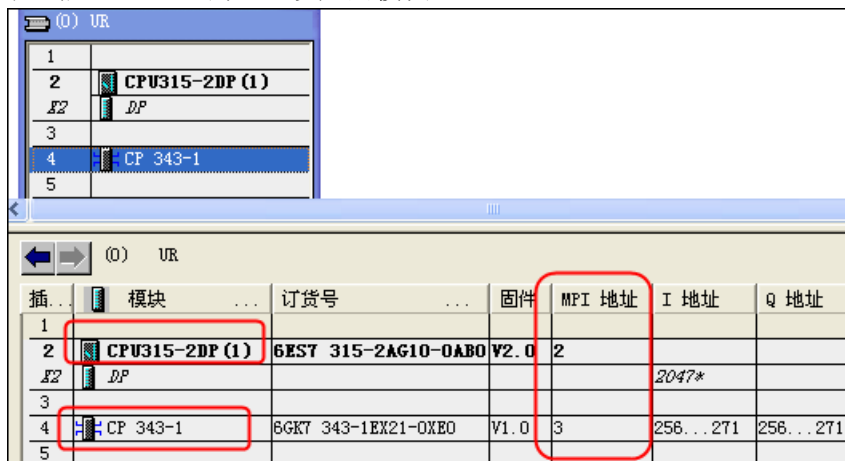 (0) UR
1
2 CPU315-2DP(1)
X2 DP
3
4 CP 343-1
5
(0) UR
插... 模块 ... 订货号 ... 固件 MPI 地址 I 地址 Q 地址
1
2 CPU315-2DP(1) 6ES7 315-2AG10-0AB0 V2.0 2
X2 DP 2047*
3
4 CP 343-1 6GK7 343-1EX21-0XE0 V1.0 3 256...271 256...271
5